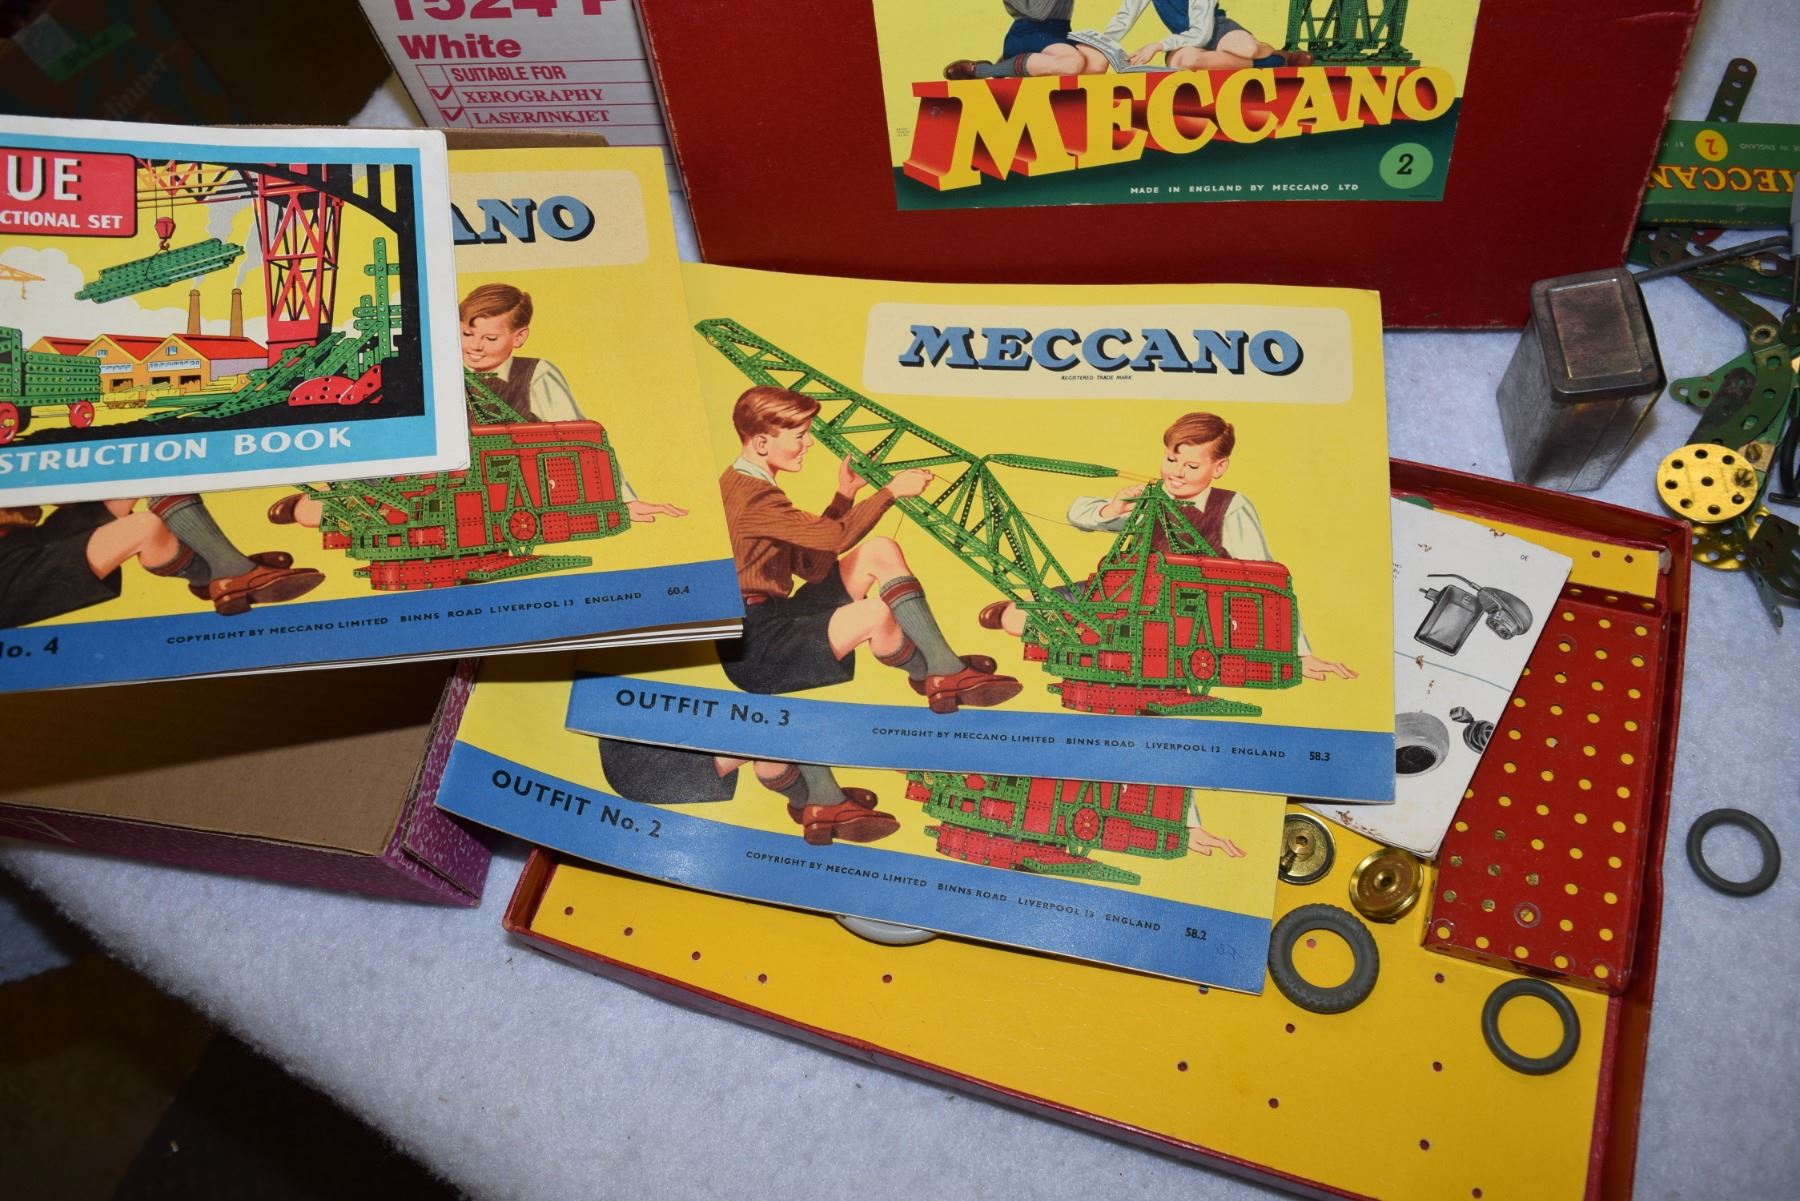 1524
White
SUITABLE FOR
XEROGRAPHY
LASER/INKJET
MECCANO
2
MADE IN ENGLAND BY MECCANO LTD
2
MECCAN
UE
CTIONAL SET
STRUCTION BOOK
ANO
No. 4
COPYRIGHT BY MECCANO LIMITED BINNS ROAD LIVERPOOL 13 ENGLAND 60.4
MECCANO
REGISTERED TRADE MARK
OUTFIT No. 3
COPYRIGHT BY MECCANO LIMITED BINNS ROAD LIVERPOOL 13 ENGLAND 58.3
OUTFIT No. 2
COPYRIGHT BY MECCANO LIMITED BINNS ROAD LIVERPOOL 13 ENGLAND 58.2